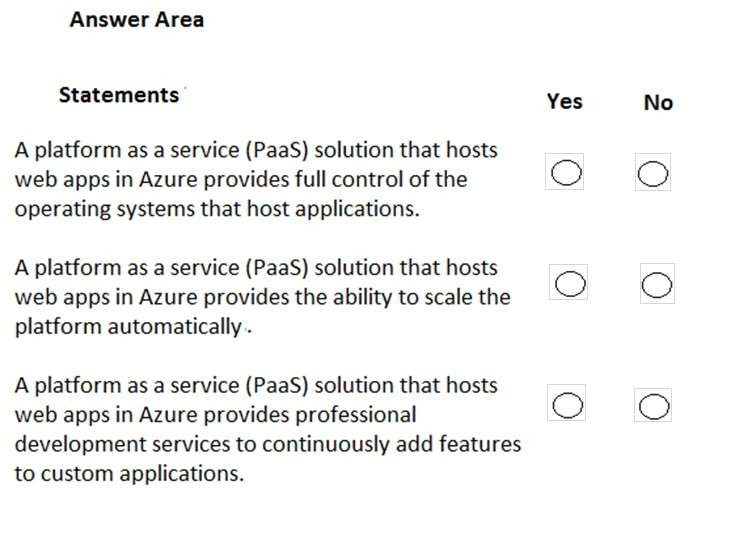 Answer Area
Statements
Yes No
A platform as a service (PaaS) solution that hosts
web apps in Azure provides full control of the
operating systems that host applications.
A platform as a service (PaaS) solution that hosts
web apps in Azure provides the ability to scale the
platform automatically.
A platform as a service (PaaS) solution that hosts
web apps in Azure provides professional
development services to continuously add features
to custom applications.